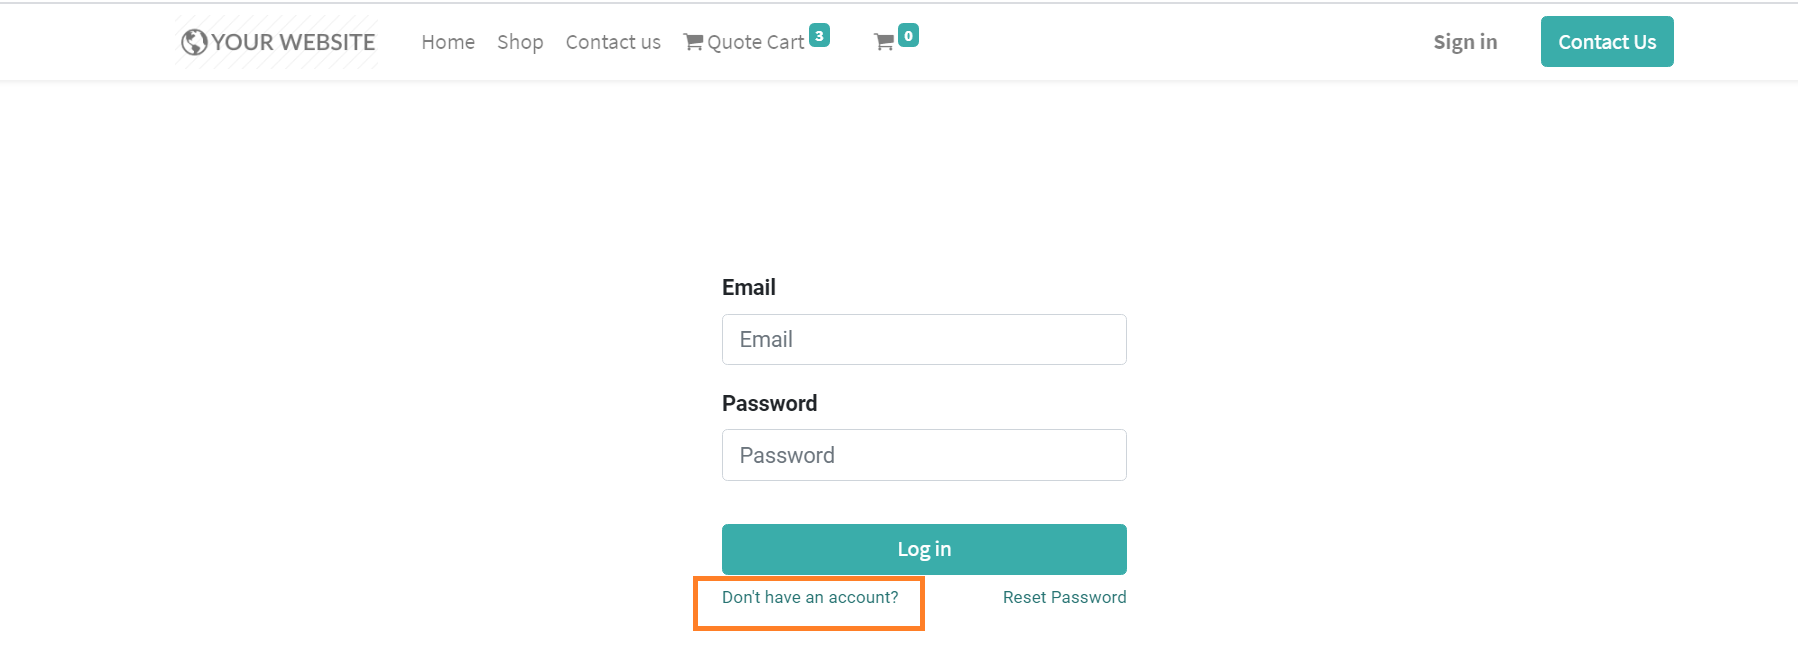 YOUR WEBSITE Home Shop Contact us Quote Cart 3 0 Sign in Contact Us
Email
Email
Password
Password
Log in
Don't have an account? Reset Password